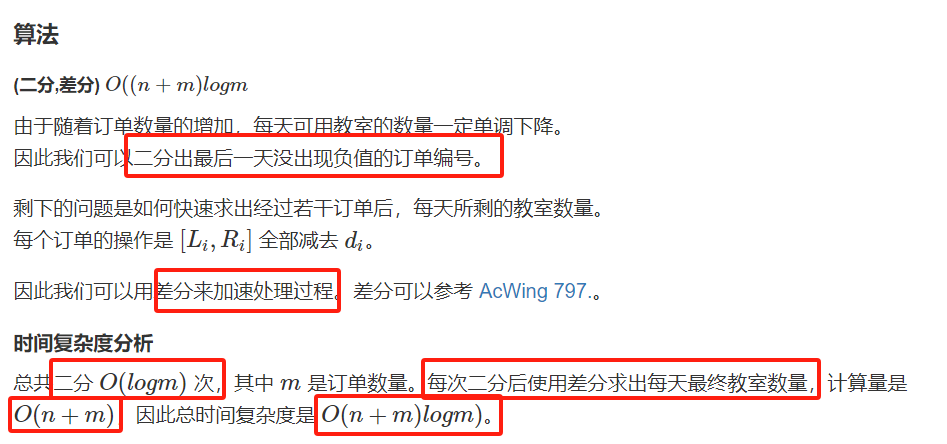 算法
(二分,差分) O((n + m)logm
由于随着订单数量的增加，每天可用教室的数量一定单调下降。
因此我们可以二分出最后一天没出现负值的订单编号。
剩下的问题是如何快速求出经过若干订单后，每天所剩的教室数量。
每个订单的操作是 [Li, Ri] 全部减去 di。
因此我们可以用差分来加速处理过程。差分可以参考 AcWing 797.。
时间复杂度分析
总共二分 O(logm) 次，其中 m 是订单数量。每次二分后使用差分求出每天最终教室数量，计算量是
O(n + m) 因此总时间复杂度是 O(n + m)logm)。